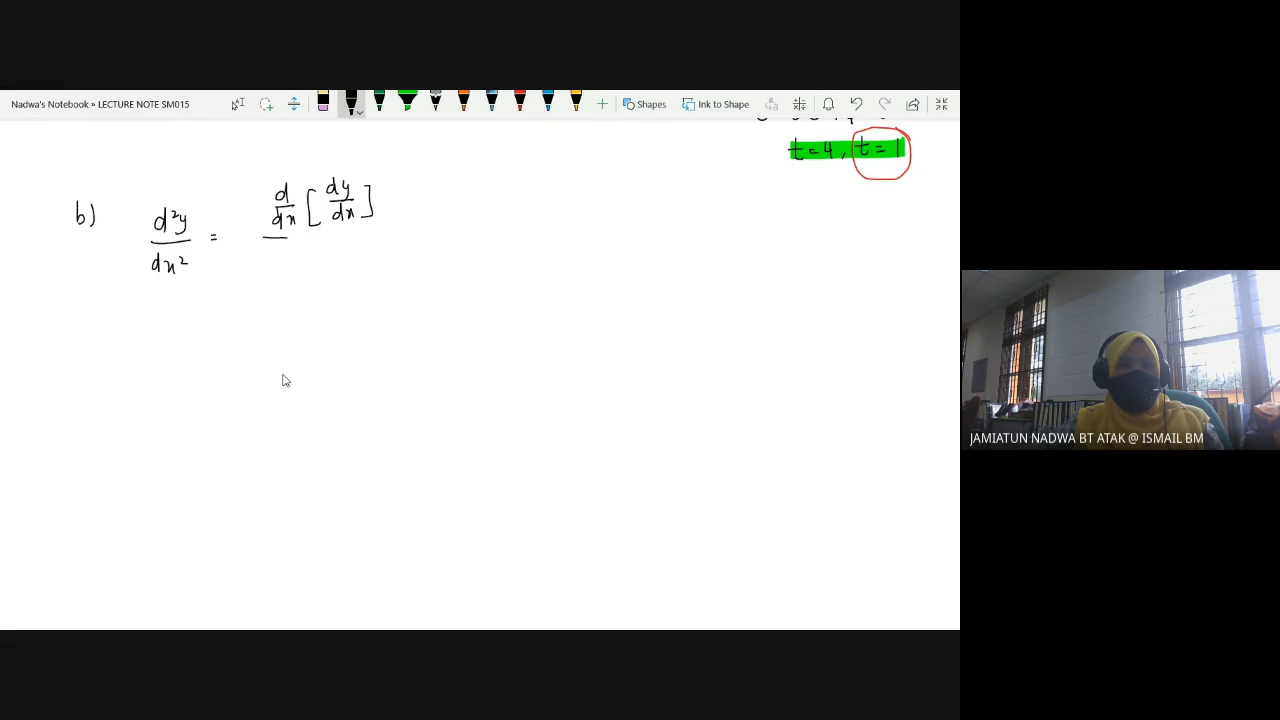 Nadwa's Notebook » LECTURE NOTE SM015
Shapes
Ink to Shape
t=4, t=1
b) d²y/dx² = d/dx [dy/dx]
JAMIATUN NADWA BT ATAK @ ISMAIL BM